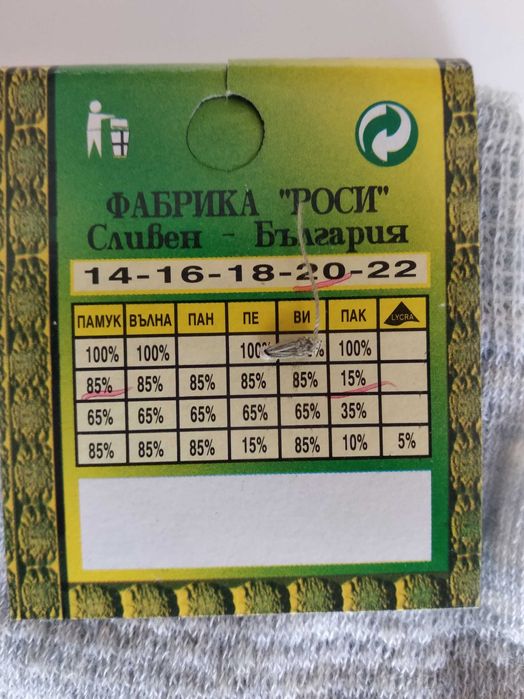 ФАБРИКА "РОСИ"
Сливен - България
14-16-18-20-22
ПАМУК ВЪЛНА ПАН ПЕ ВИ ПАК LYCRA
100% 100% 100% 100%
85% 85% 85% 85% 85% 15%
65% 65% 65% 65% 65% 35%
85% 85% 85% 15% 85% 10% 5%